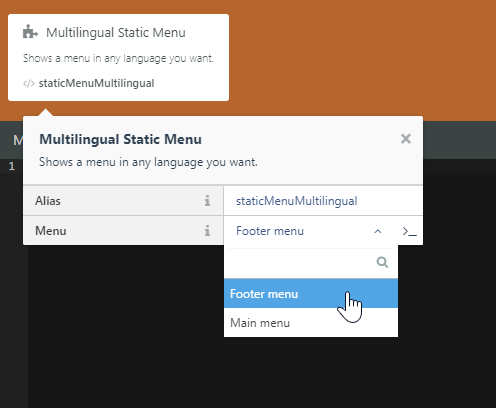 Multilingual Static Menu
Shows a menu in any language you want.
</> staticMenuMultilingual
M
1
Multilingual Static Menu
Shows a menu in any language you want.
Alias
staticMenuMultilingual
Menu
Footer menu
>_
Footer menu
Main menu